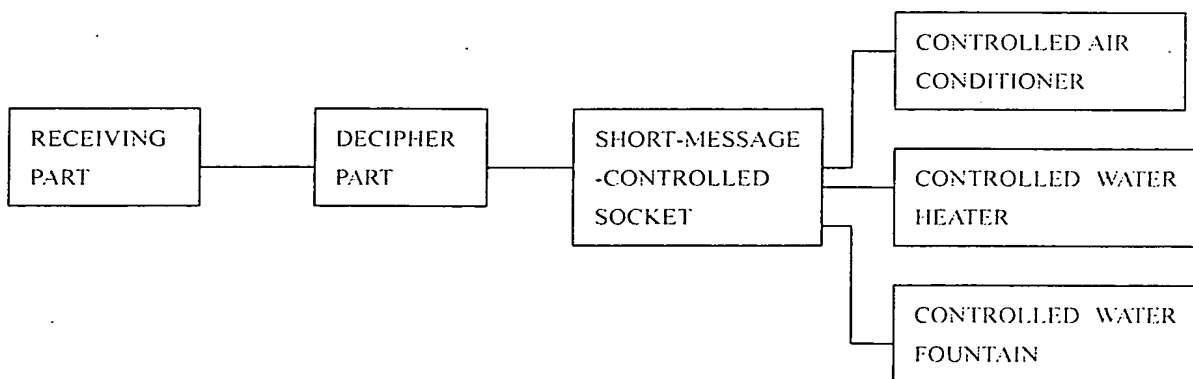 RECEIVING
PART
DECIPHER
PART
SHORT-MESSAGE
-CONTROLLED
SOCKET
CONTROLLED AIR
CONDITIONER
CONTROLLED WATER
HEATER
CONTROLLED WATER
FOUNTAIN